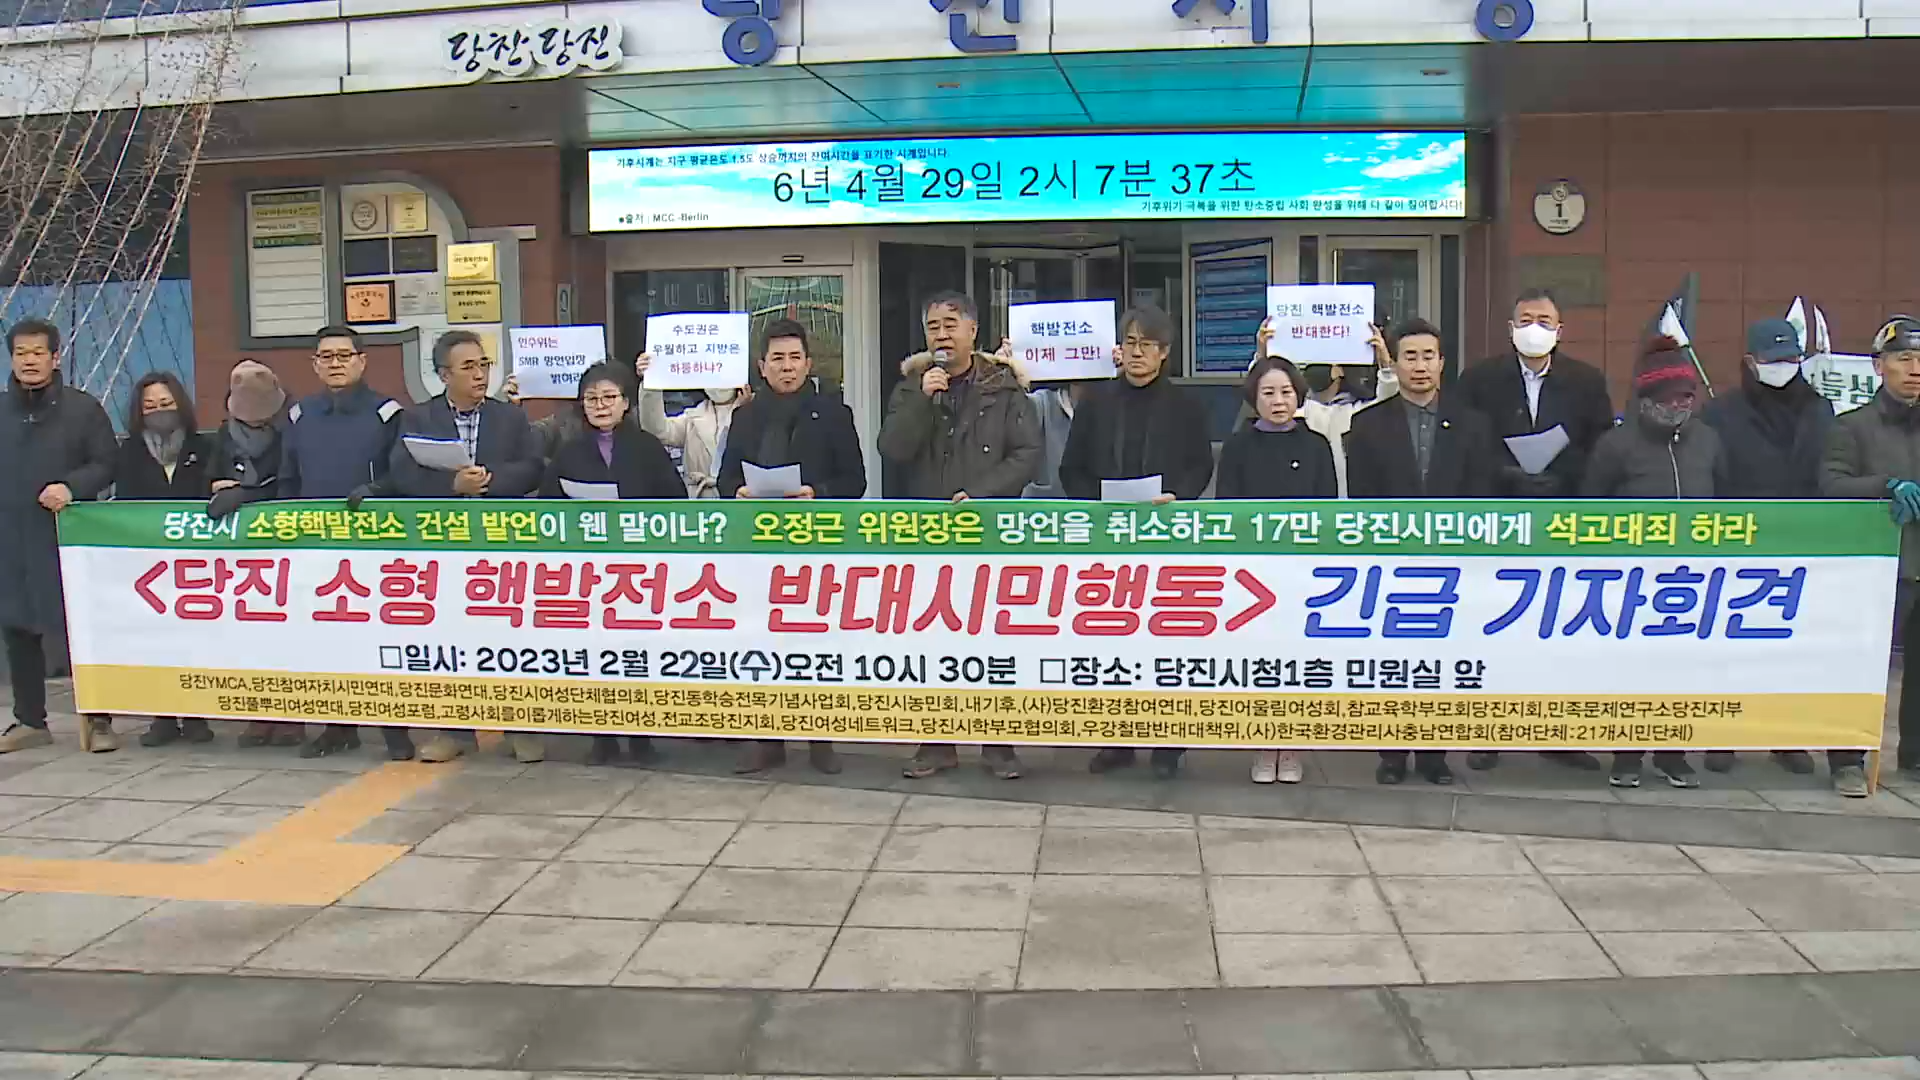 당찬당진
당 진 시 청
기후시계는 지구 평균온도 1.5도 상승까지의 잔여시간을 표기한 시계입니다.
6년 4월 29일 2시 7분 37초
■출처 : MCC -Berlin
기후위기 극복을 위한 탄소중립 사회 완성을 위해 다 같이 참여합시다!
인수위는
SMR 망언입장
밝혀라
수도권은
우월하고 지방은
하등하냐?
핵발전소
이제 그만!
당진 핵발전소
반대한다!
당진시 소형핵발전소 건설 발언이 웬 말이냐? 오정근 위원장은 망언을 취소하고 17만 당진시민에게 석고대죄 하라
<당진 소형 핵발전소 반대시민행동> 긴급 기자회견
□일시: 2023년 2월 22일(수)오전 10시 30분 □장소: 당진시청1층 민원실 앞
당진YMCA,당진참여자치시민연대,당진문화연대,당진시여성단체협의회,당진동학승전목기념사업회,당진시농민회,내기후,(사)당진환경참여연대,당진어울림여성회,참교육학부모회당진지회,민족문제연구소당진지부
당진풀뿌리여성연대,당진여성포럼,고령사회를이롭게하는당진여성,전교조당진지회,당진여성네트워크,당진시학부모협의회,우강철탑반대대책위,(사)한국환경관리사충남연합회(참여단체:21개시민단체)